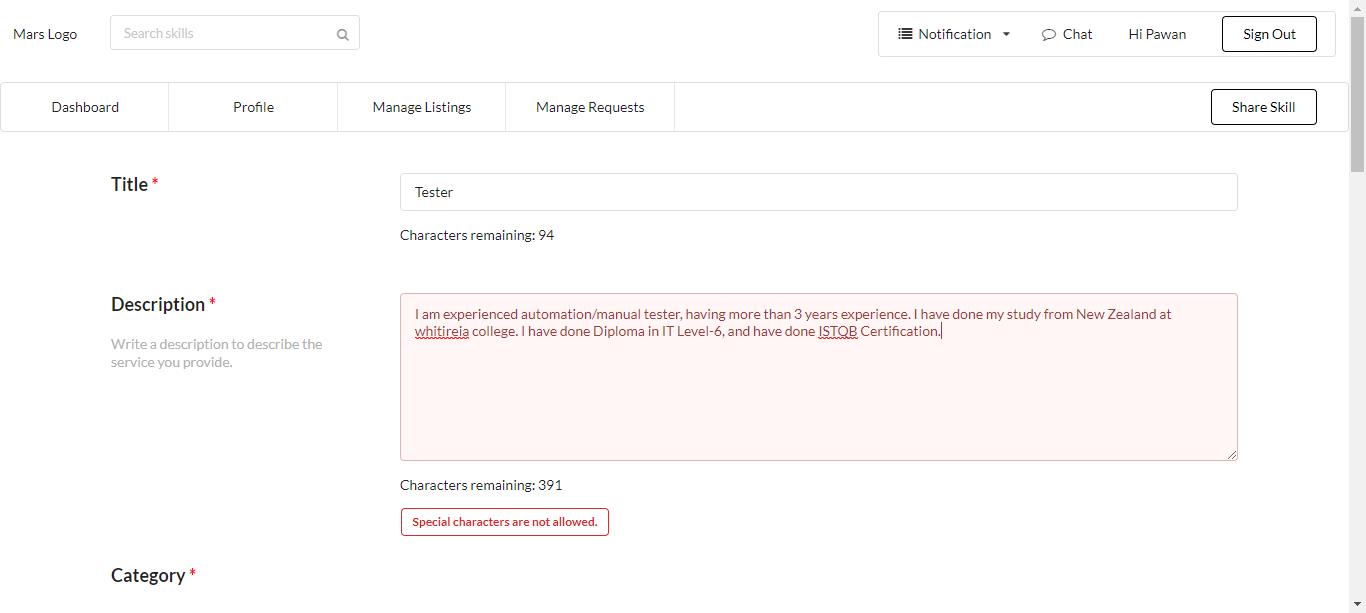 Mars Logo
Search skills
Notification
Chat
Hi Pawan
Sign Out
Dashboard
Profile
Manage Listings
Manage Requests
Share Skill
Title *
Tester
Characters remaining: 94
Description *
Write a description to describe the
service you provide.
I am experienced automation/manual tester, having more than 3 years experience. I have done my study from New Zealand at
whitireia college. I have done Diploma in IT Level-6, and have done ISTQB Certification.
Characters remaining: 391
Special characters are not allowed.
Category *